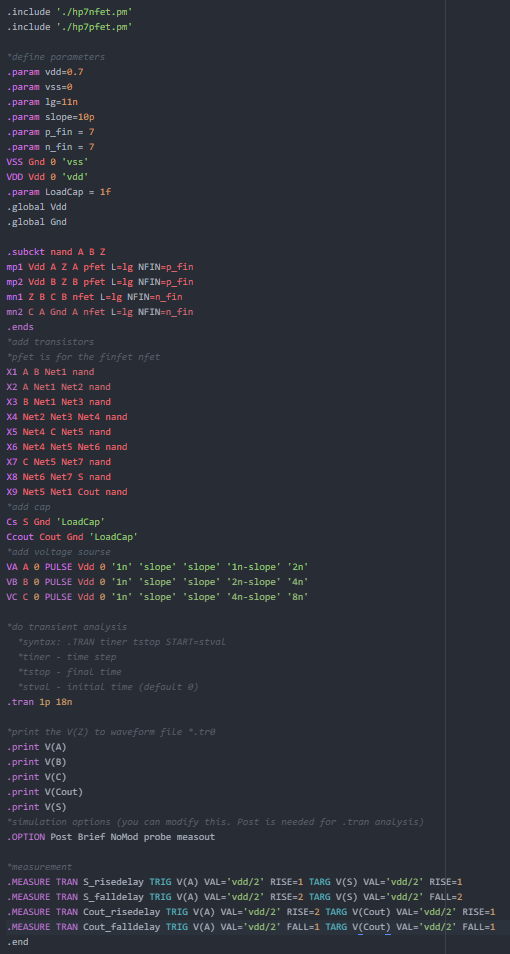 .include './hp7nfet.pm'
.include './hp7pfet.pm'
*define parameters
.param vdd=0.7
.param vss=0
.param lg=11n
.param slope=10p
.param p_fin = 7
.param n_fin = 7
VSS Gnd 0 'vss'
VDD Vdd 0 'vdd'
.param LoadCap = 1f
.global Vdd
.global Gnd
.subckt nand A B Z
mp1 Vdd A Z A pfet L=lg NFIN=p_fin
mp2 Vdd B Z B pfet L=lg NFIN=p_fin
mn1 Z B C B nfet L=lg NFIN=n_fin
mn2 C A Gnd A nfet L=lg NFIN=n_fin
.ends
*add transistors
*pfet is for the finfet nfet
X1 A B Net1 nand
X2 A Net1 Net2 nand
X3 B Net1 Net3 nand
X4 Net2 Net3 Net4 nand
X5 Net4 C Net5 nand
X6 Net4 Net5 Net6 nand
X7 C Net5 Net7 nand
X8 Net6 Net7 S nand
X9 Net5 Net1 Cout nand
*add cap
Cs S Gnd 'LoadCap'
Ccout Cout Gnd 'LoadCap'
*add voltage sourse
VA A 0 PULSE Vdd 0 '1n' 'slope' 'slope' '1n-slope' '2n'
VB B 0 PULSE Vdd 0 '1n' 'slope' 'slope' '2n-slope' '4n'
VC C 0 PULSE Vdd 0 '1n' 'slope' 'slope' '4n-slope' '8n'
*do transient analysis
*syntax: .TRAN tiner tstop START=stval
*tiner - time step
*tstop - final time
*stval - initial time (default 0)
.tran 1p 18n
*print the V(Z) to waveform file *.tr0
.print V(A)
.print V(B)
.print V(C)
.print V(Cout)
.print V(S)
*simulation options (you can modify this. Post is needed for .tran analysis)
.OPTION Post Brief NoMod probe measout
*measurement
.MEASURE TRAN S_risedelay TRIG V(A) VAL='vdd/2' RISE=1 TARG V(S) VAL='vdd/2' RISE=1
.MEASURE TRAN S_falldelay TRIG V(A) VAL='vdd/2' RISE=2 TARG V(S) VAL='vdd/2' FALL=2
.MEASURE TRAN Cout_risedelay TRIG V(A) VAL='vdd/2' RISE=2 TARG V(Cout) VAL='vdd/2' RISE=1
.MEASURE TRAN Cout_falldelay TRIG V(A) VAL='vdd/2' FALL=1 TARG V(Cout) VAL='vdd/2' FALL=1
.end